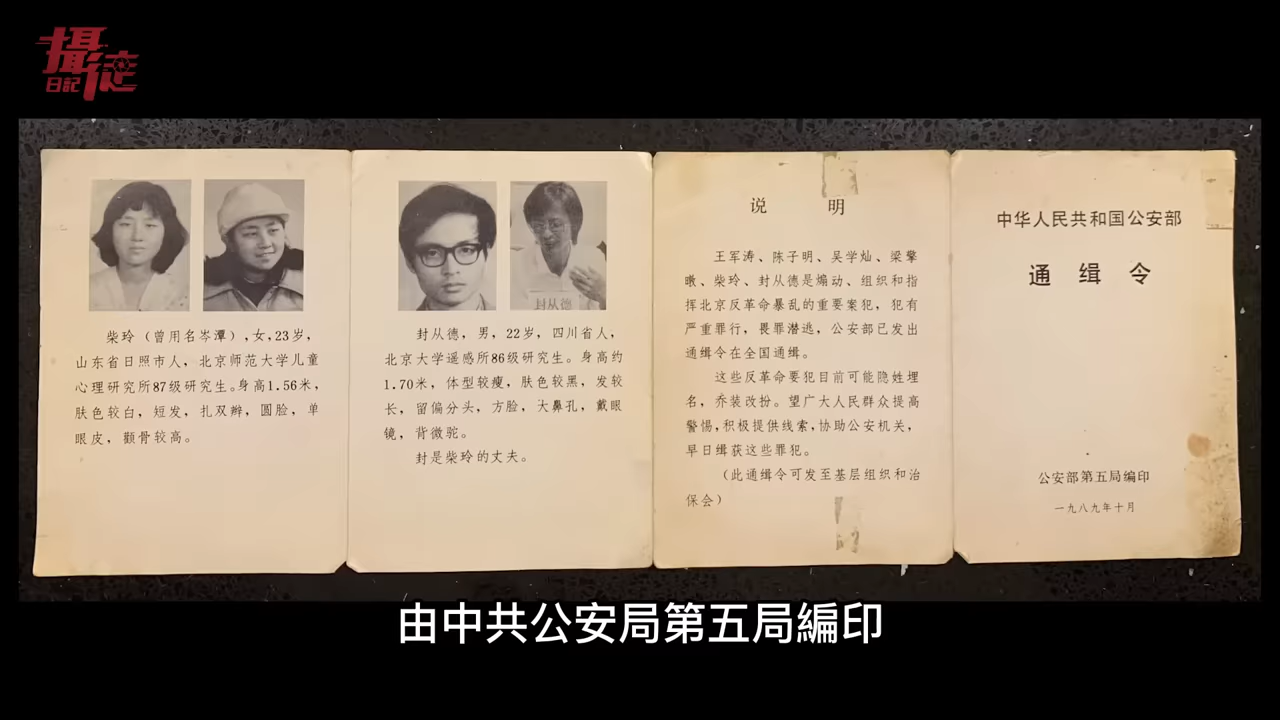 攝徒
日記
柴玲（曾用名岑潭），女，23岁，
山东省日照市人，北京师范大学儿童
心理研究所87级研究生。身高1.56米，
肤色较白，短发，扎双辫，圆脸，单
眼皮，颧骨较高。
封从德
封从德，男，22岁，四川省人，
北京大学遥感所86级研究生。身高约
1.70米，体型较瘦，肤色较黑，发较
长，留偏分头，方脸，大鼻孔，戴眼
镜，背微驼。
封是柴玲的丈夫。
说明
王军涛、陈子明、吴学灿、梁擎
暾、柴玲、封从德是煽动、组织和指
挥北京反革命暴乱的重要案犯，犯有
严重罪行，畏罪潜逃，公安部已发出
通缉令在全国通缉。
这些反革命要犯目前可能隐姓埋
名，乔装改扮。望广大人民群众提高
警惕，积极提供线索，协助公安机关，
早日缉获这些罪犯。
（此通缉令可发至基层组织和治
保会）
中华人民共和国公安部
通缉令
公安部第五局编印
一九八九年十月
由中共公安局第五局編印